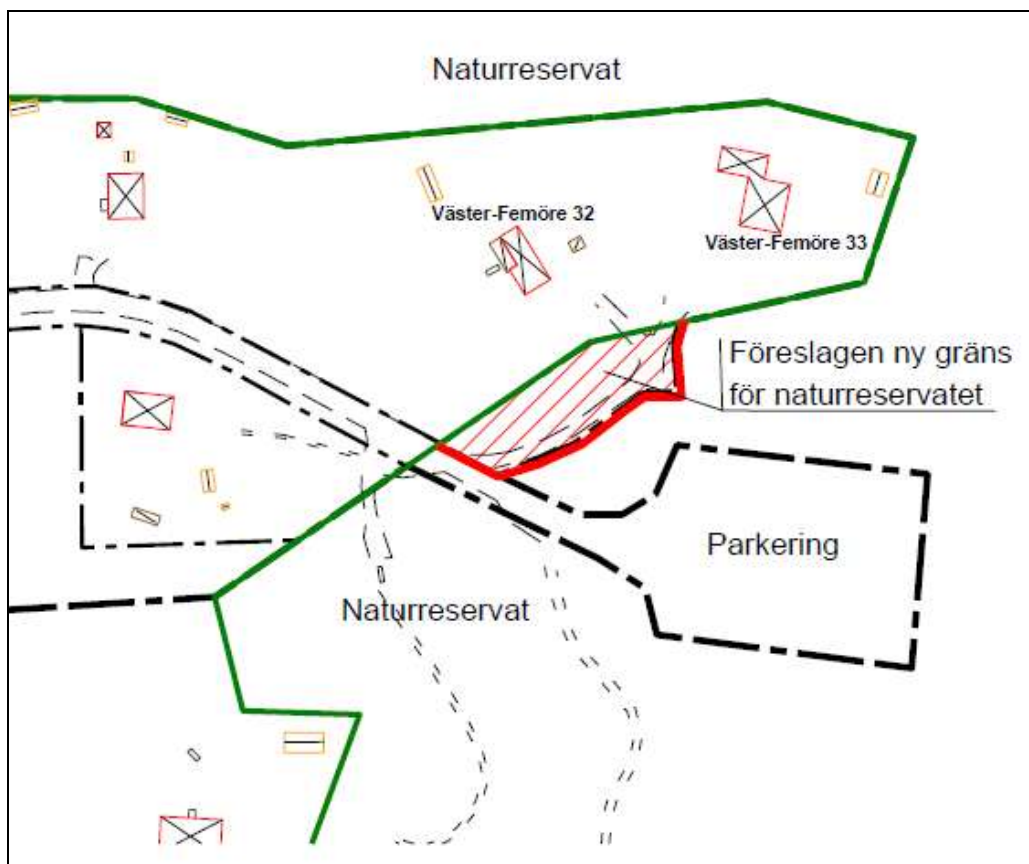 Naturreservat
Väster-Femöre 32
Väster-Femöre 33
Föreslagen ny gräns
för naturreservatet
Parkering
Naturreservat